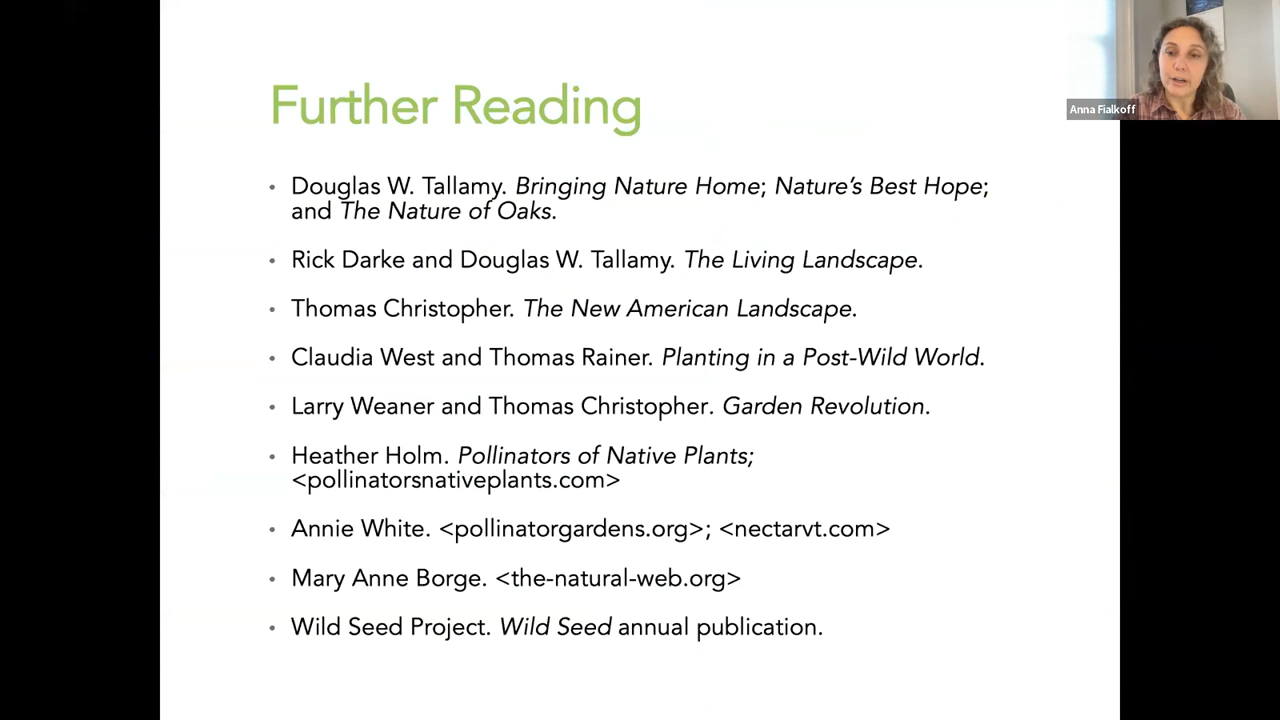 Further Reading
Anna Fialkoff
• Douglas W. Tallamy. Bringing Nature Home; Nature’s Best Hope;
and The Nature of Oaks.
• Rick Darke and Douglas W. Tallamy. The Living Landscape.
• Thomas Christopher. The New American Landscape.
• Claudia West and Thomas Rainer. Planting in a Post-Wild World.
• Larry Weaner and Thomas Christopher. Garden Revolution.
• Heather Holm. Pollinators of Native Plants;
<pollinatorsnativeplants.com>
• Annie White. <pollinatorgardens.org>; <nectarvt.com>
• Mary Anne Borge. <the-natural-web.org>
• Wild Seed Project. Wild Seed annual publication.